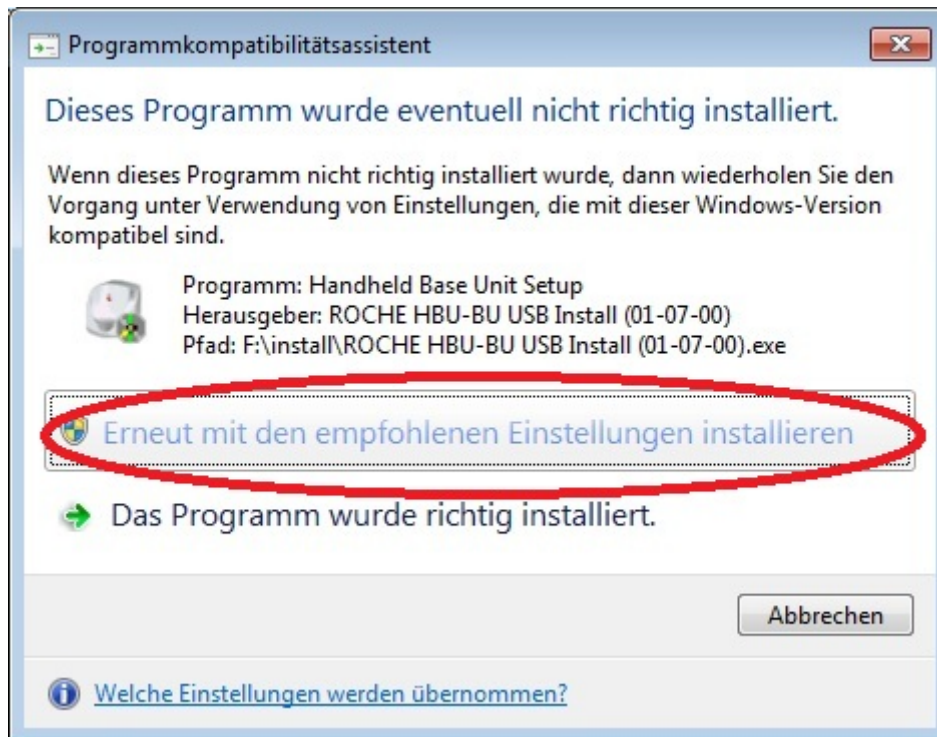 Programmkompatibilitätsassistent
Dieses Programm wurde eventuell nicht richtig installiert.
Wenn dieses Programm nicht richtig installiert wurde, dann wiederholen Sie den
Vorgang unter Verwendung von Einstellungen, die mit dieser Windows-Version
kompatibel sind.
Programm: Handheld Base Unit Setup
Herausgeber: ROCHE HBU-BU USB Install (01-07-00)
Pfad: F:\install\ROCHE HBU-BU USB Install (01-07-00).exe
Erneut mit den empfohlenen Einstellungen installieren
Das Programm wurde richtig installiert.
Abbrechen
Welche Einstellungen werden übernommen?